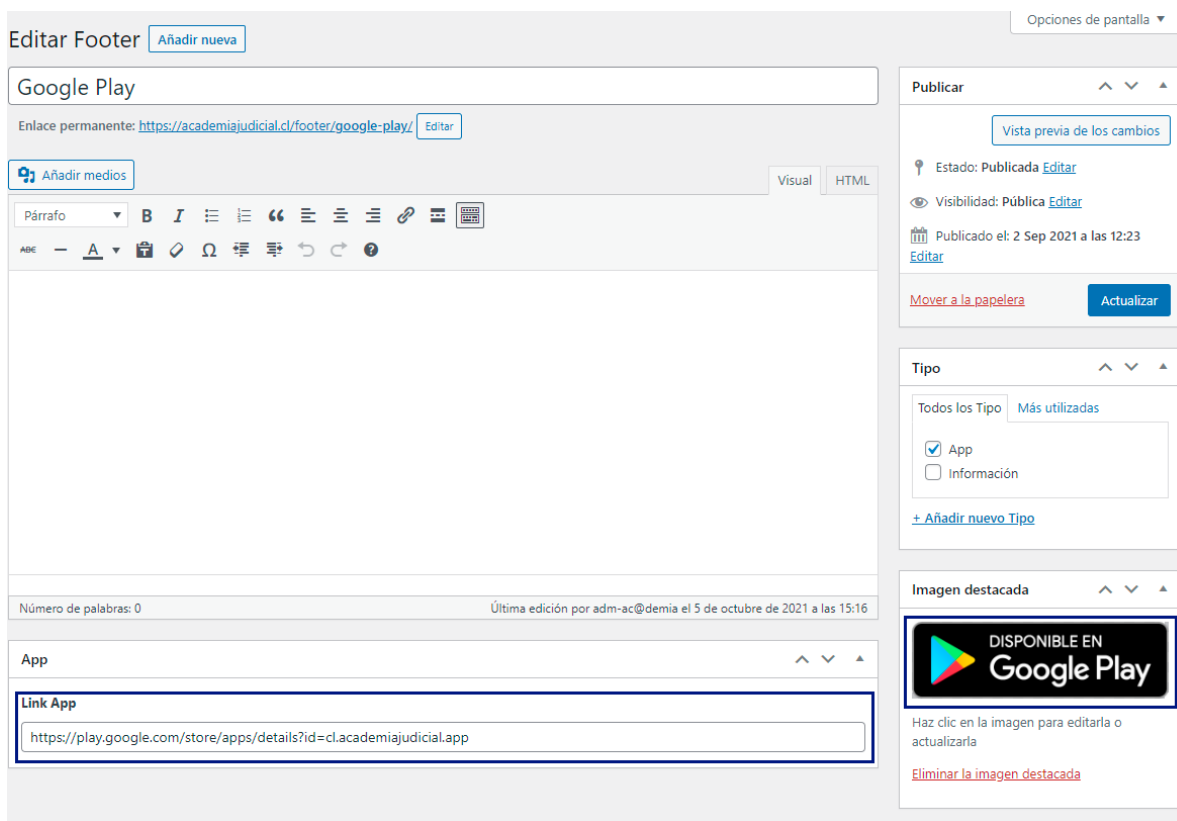 Opciones de pantalla
Editar Footer Añadir nueva
Google Play
Enlace permanente: https://academiajudicial.cl/footer/google-play/ Editar
Añadir medios
Visual HTML
Párrafo B I
ABC A Ω
Número de palabras: 0 Última edición por adm-ac@demia el 5 de octubre de 2021 a las 15:16
App
Link App
https://play.google.com/store/apps/details?id=cl.academiajudicial.app
Publicar
Vista previa de los cambios
Estado: Publicada Editar
Visibilidad: Pública Editar
Publicado el: 2 Sep 2021 a las 12:23
Editar
Mover a la papelera Actualizar
Tipo
Todos los Tipo Más utilizadas
App
Información
+ Añadir nuevo Tipo
Imagen destacada
DISPONIBLE EN
Google Play
Haz clic en la imagen para editarla o
actualizarla
Eliminar la imagen destacada